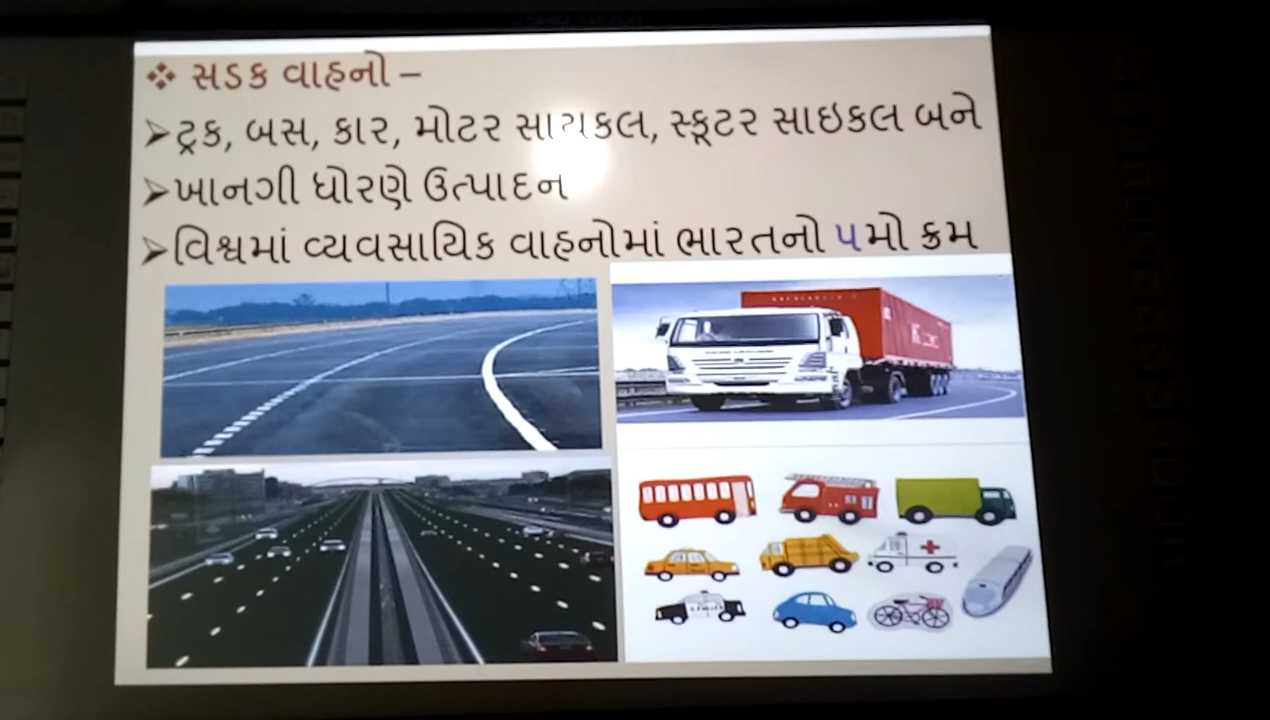 સડક વાહનો –
ટ્રક, બસ, કાર, મોટર સાયકલ, સ્કૂટર સાઇકલ બને
ખાનગી ધોરણે ઉત્પાદન
વિશ્વમાં વ્યવસાયિક વાહનોમાં ભારતનો ૫મો ક્રમ